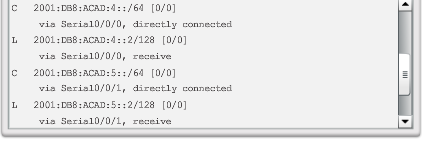 C   2001:DB8:ACAD:4::/64 [0/0]
     via Serial0/0/0, directly connected
L   2001:DB8:ACAD:4::2/128 [0/0]
     via Serial0/0/0, receive
C   2001:DB8:ACAD:5::/64 [0/0]
     via Serial0/0/1, directly connected
L   2001:DB8:ACAD:5::2/128 [0/0]
     via Serial0/0/1, receive